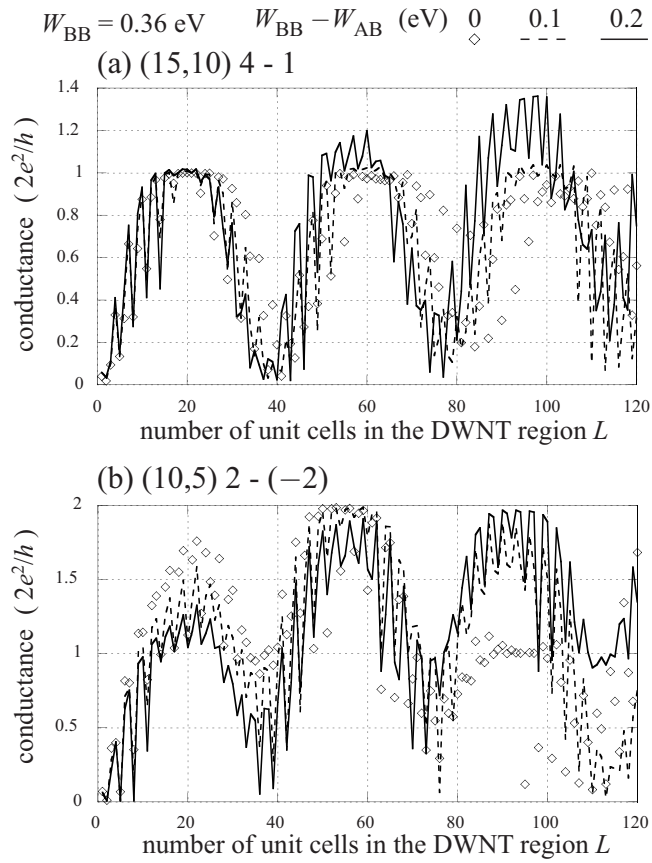 W_BB = 0.36 eV W_BB − W_AB (eV) 0 0.1 0.2
(a) (15,10) 4 - 1
1.4
1.2
1
0.8
0.6
0.4
0.2
0
conductance ( 2e²/h )
0 20 40 60 80 100 120
number of unit cells in the DWNT region L
(b) (10,5) 2 - (−2)
2
1.5
1
0.5
0
conductance ( 2e²/h )
0 20 40 60 80 100 120
number of unit cells in the DWNT region L